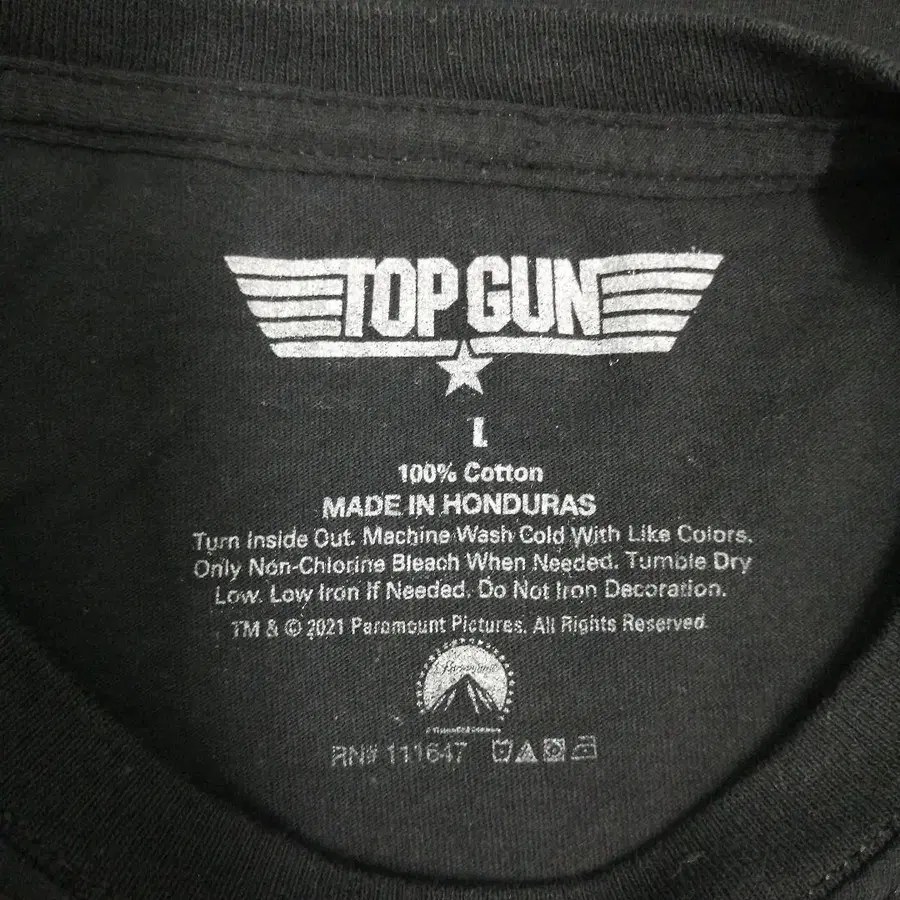 TOP GUN
L
100% Cotton
MADE IN HONDURAS
Turn Inside Out. Machine Wash Cold With Like Colors.
Only Non-Chlorine Bleach When Needed. Tumble Dry
Low. Low Iron If Needed. Do Not Iron Decoration.
TM & © 2021 Paramount Pictures. All Rights Reserved.
Paramount
RN# 111647